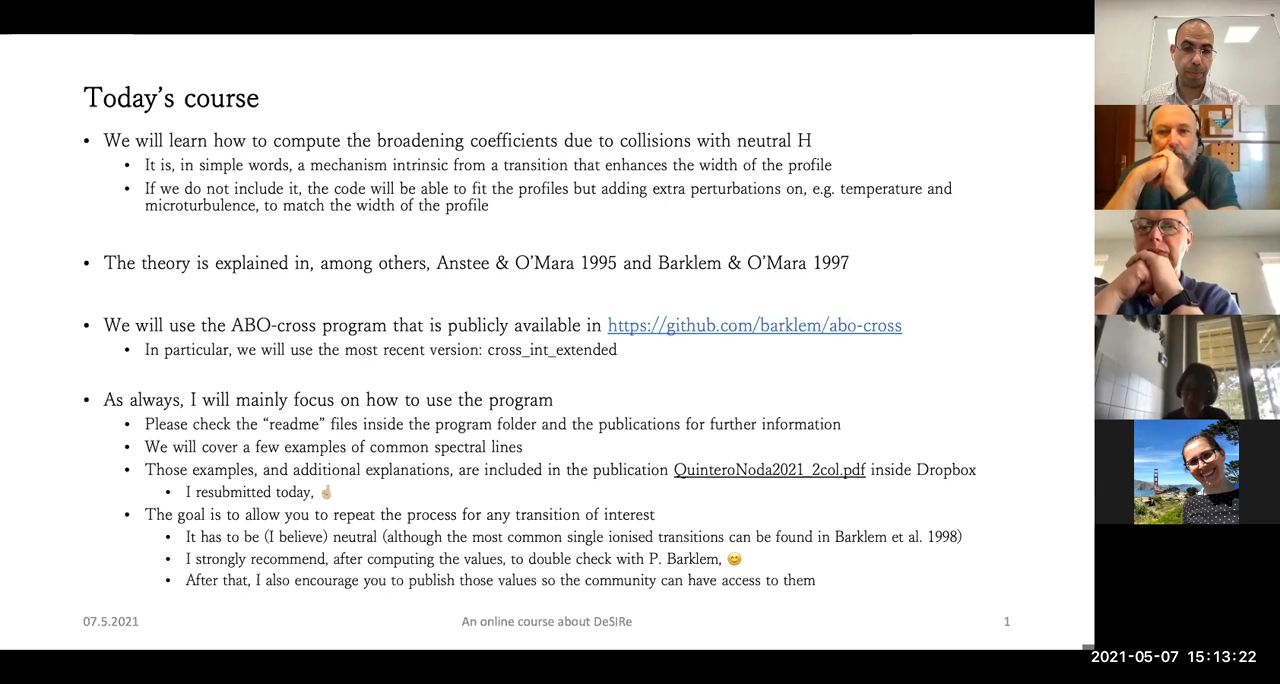 Today's course
• We will learn how to compute the broadening coefficients due to collisions with neutral H
• It is, in simple words, a mechanism intrinsic from a transition that enhances the width of the profile
• If we do not include it, the code will be able to fit the profiles but adding extra perturbations on, e.g. temperature and
microturbulence, to match the width of the profile
• The theory is explained in, among others, Anstee & O'Mara 1995 and Barklem & O'Mara 1997
• We will use the ABO-cross program that is publicly available in https://github.com/barklem/abo-cross
• In particular, we will use the most recent version: cross_int_extended
• As always, I will mainly focus on how to use the program
• Please check the “readme” files inside the program folder and the publications for further information
• We will cover a few examples of common spectral lines
• Those examples, and additional explanations, are included in the publication QuinteroNoda2021_2col.pdf inside Dropbox
• I resubmitted today, 🤞🏼
• The goal is to allow you to repeat the process for any transition of interest
• It has to be (I believe) neutral (although the most common single ionised transitions can be found in Barklem et al. 1998)
• I strongly recommend, after computing the values, to double check with P. Barklem, 😊
• After that, I also encourage you to publish those values so the community can have access to them
07.5.2021 An online course about DeSIRe 1
2021-05-07 15:13:22